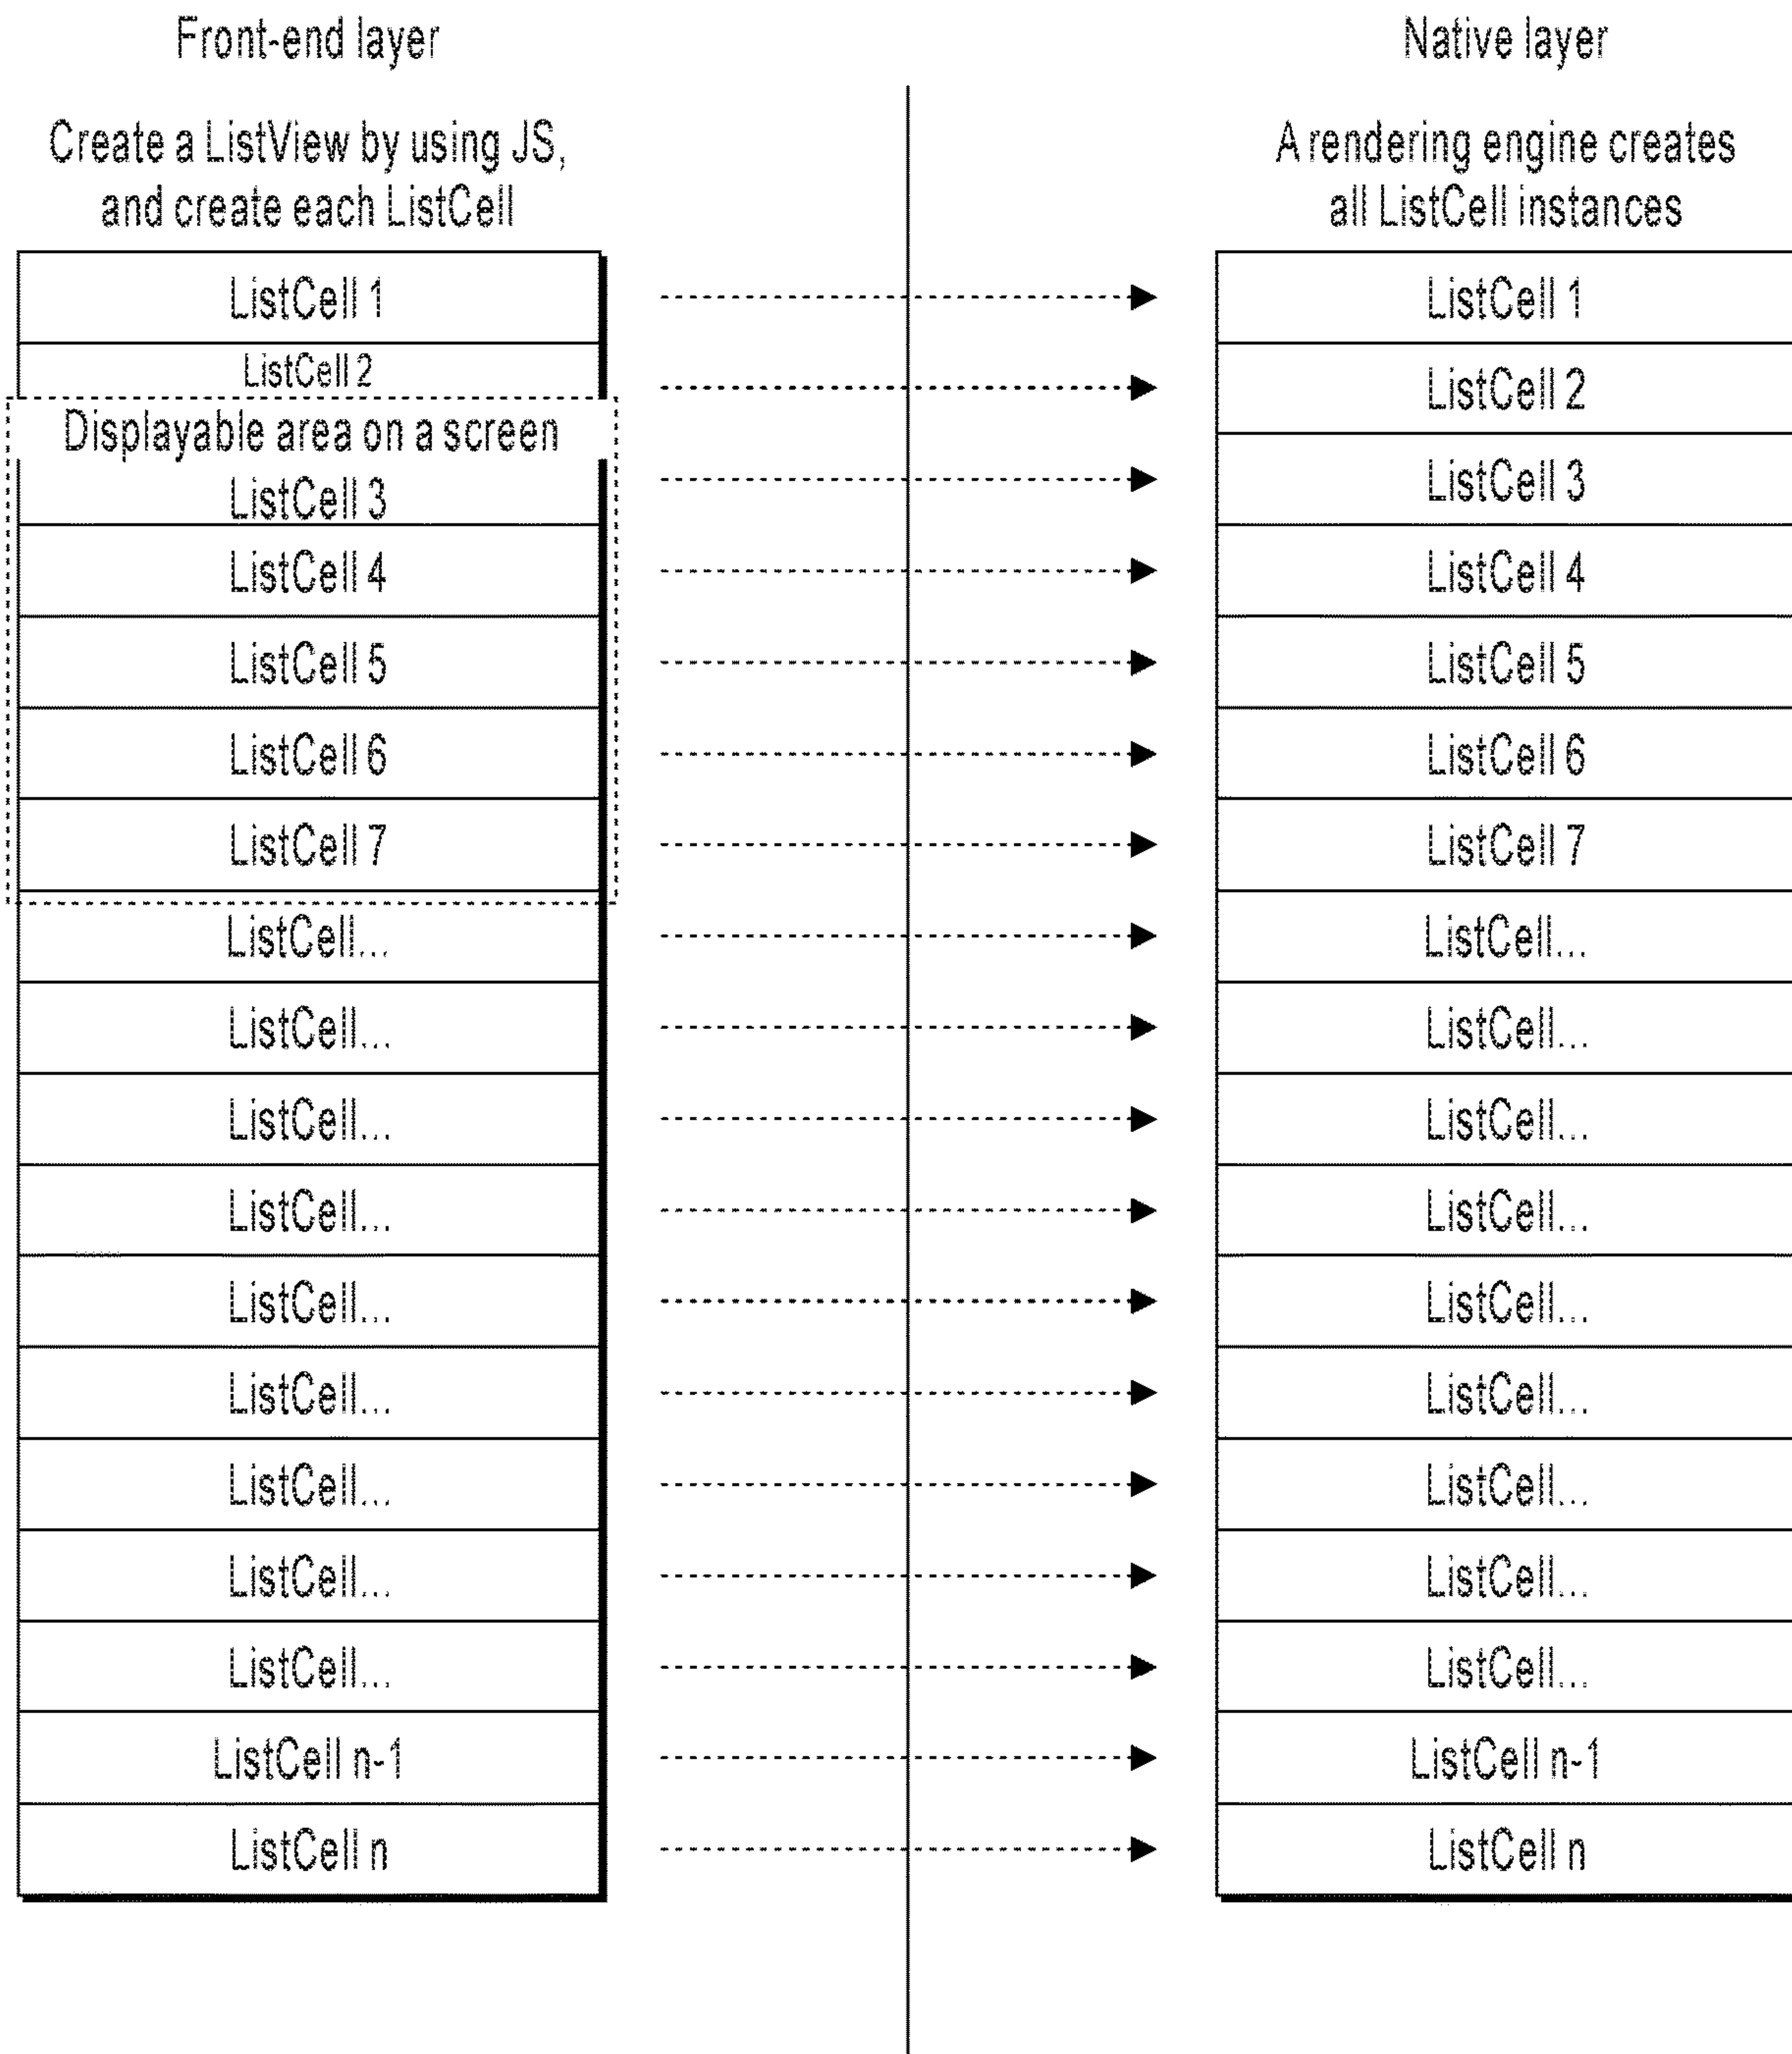 Front-end layer
Create a ListView by using JS,
and create each ListCell
ListCell 1
ListCell 2
Displayable area on a screen
ListCell 3
ListCell 4
ListCell 5
ListCell 6
ListCell 7
ListCell...
ListCell...
ListCell...
ListCell...
ListCell...
ListCell...
ListCell...
ListCell...
ListCell...
ListCell n-1
ListCell n
Native layer
A rendering engine creates
all ListCell instances
ListCell 1
ListCell 2
ListCell 3
ListCell 4
ListCell 5
ListCell 6
ListCell 7
ListCell...
ListCell...
ListCell...
ListCell...
ListCell...
ListCell...
ListCell...
ListCell...
ListCell...
ListCell n-1
ListCell n